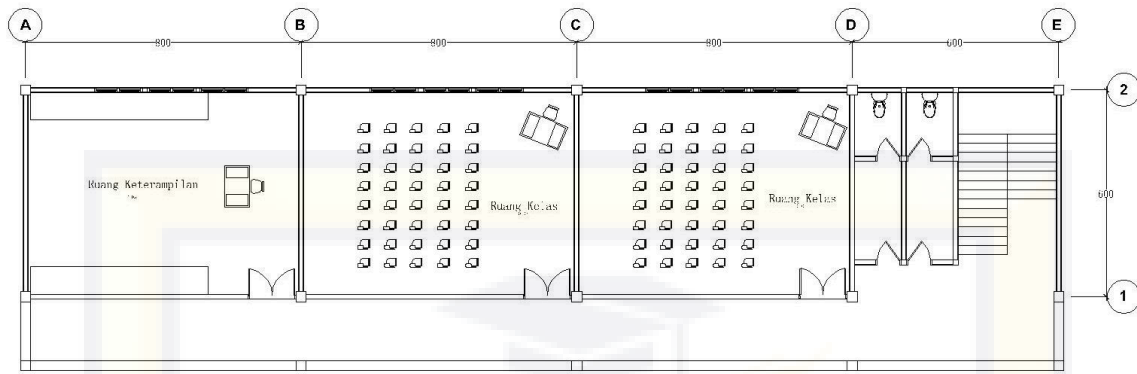 A B C D E
800 800 800 600
2
Ruang Keterampilan
Ruang Kelas
Ruang Kelas
600
1